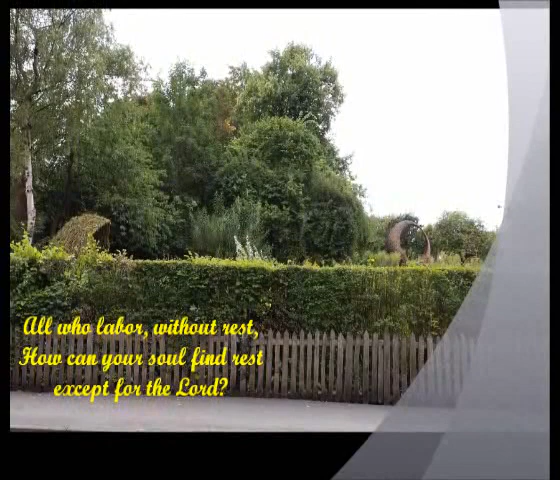 All who labor, without rest,
How can your soul find rest
except for the Lord?